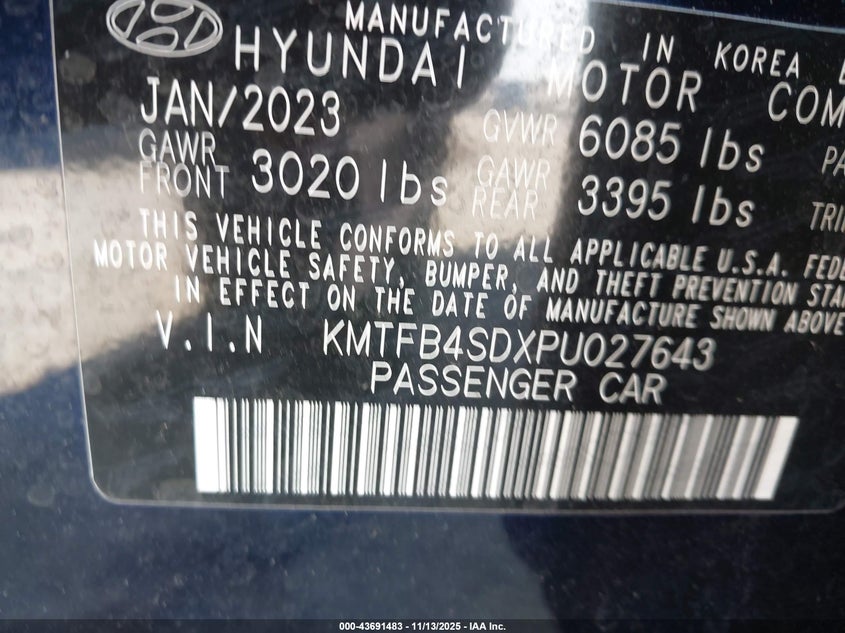 MANUFACTURED IN KOREA
HYUNDAI MOTOR COM
JAN/2023 GVWR 6085 lbs PA
GAWR FRONT 3020 lbs GAWR REAR 3395 lbs TRI
THIS VEHICLE CONFORMS TO ALL APPLICABLE U.S.A. FEDE
MOTOR VEHICLE SAFETY, BUMPER, AND THEFT PREVENTION STA
IN EFFECT ON THE DATE OF MANUFACTURE SHOWN ABOVE
V.I.N KMTFB4SDXPU027643
PASSENGER CAR
000-43691483 - 11/13/2025 - IAA Inc.